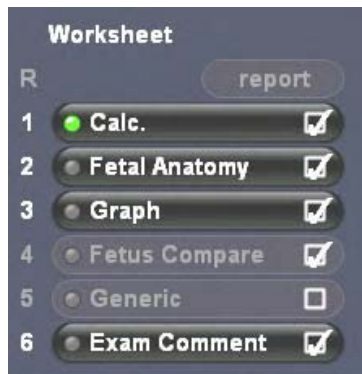 Worksheet
R report
1 Calc.
2 Fetal Anatomy
3 Graph
4 Fetus Compare
5 Generic
6 Exam Comment